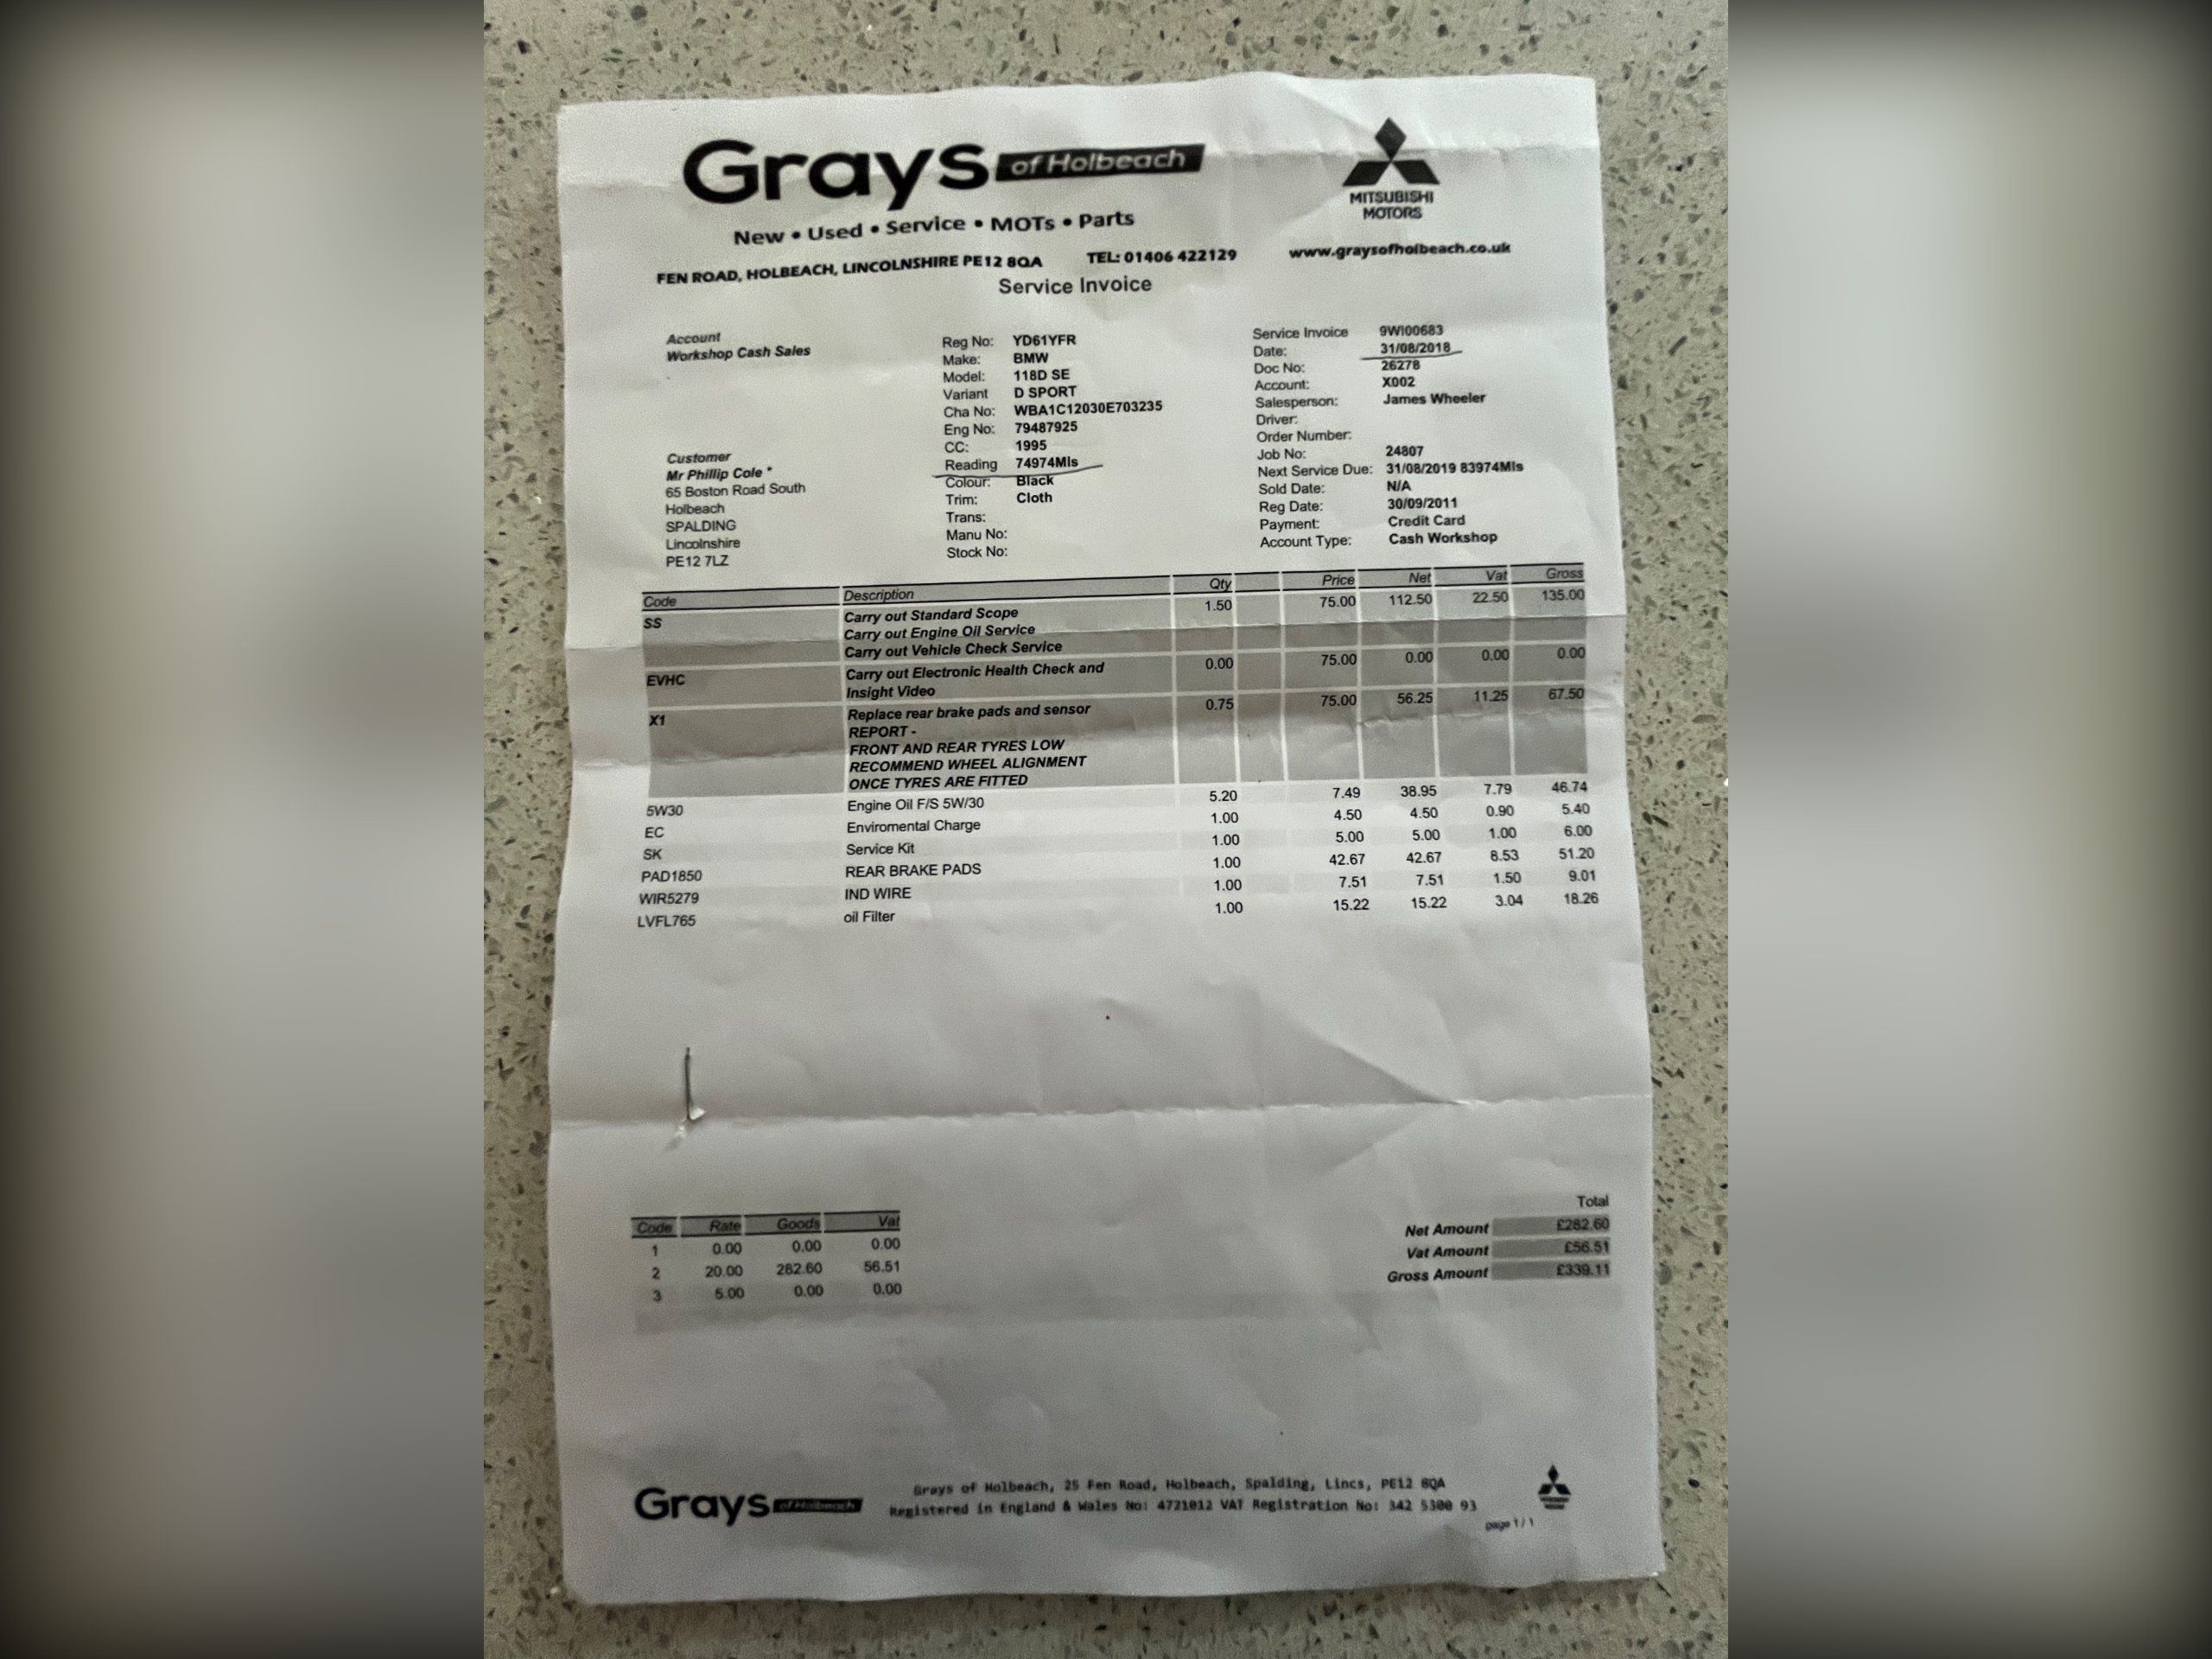 Grays of Holbeach
MITSUBISHI
MOTORS
New • Used • Service • MOTs • Parts
FEN ROAD, HOLBEACH, LINCOLNSHIRE PE12 8QA TEL: 01406 422129 www.graysofholbeach.co.uk
Service Invoice
Account
Workshop Cash Sales
Customer
Mr Phillip Cole *
65 Boston Road South
Holbeach
SPALDING
Lincolnshire
PE12 7LZ
Reg No: YD61YFR
Make: BMW
Model: 118D SE
Variant D SPORT
Cha No: WBA1C12030E703235
Eng No: 79487925
CC: 1995
Reading 74974Mls
Colour: Black
Trim: Cloth
Trans:
Manu No:
Stock No:
Service Invoice 9WI00683
Date: 31/08/2018
Doc No: 26278
Account: X002
Salesperson: James Wheeler
Driver:
Order Number:
Job No: 24807
Next Service Due: 31/08/2019 83974Mls
Sold Date: N/A
Reg Date: 30/09/2011
Payment: Credit Card
Account Type: Cash Workshop
Code Description Qty Price Net Vat Gross
SS Carry out Standard Scope 1.50 75.00 112.50 22.50 135.00
Carry out Engine Oil Service
Carry out Vehicle Check Service
EVHC Carry out Electronic Health Check and 0.00 75.00 0.00 0.00 0.00
Insight Video
X1 Replace rear brake pads and sensor 0.75 75.00 56.25 11.25 67.50
REPORT -
FRONT AND REAR TYRES LOW
RECOMMEND WHEEL ALIGNMENT
ONCE TYRES ARE FITTED
5W30 Engine Oil F/S 5W/30 5.20 7.49 38.95 7.79 46.74
EC Enviromental Charge 1.00 4.50 4.50 0.90 5.40
SK Service Kit 1.00 5.00 5.00 1.00 6.00
PAD1850 REAR BRAKE PADS 1.00 42.67 42.67 8.53 51.20
WIR5279 IND WIRE 1.00 7.51 7.51 1.50 9.01
LVFL765 oil Filter 1.00 15.22 15.22 3.04 18.26
Code Rate Goods Vat
1 0.00 0.00 0.00
2 20.00 282.60 56.51
3 5.00 0.00 0.00
Total
Net Amount £282.60
Vat Amount £56.51
Gross Amount £339.11
Grays of Holbeach
Grays of Holbeach, 25 Fen Road, Holbeach, Spalding, Lincs, PE12 8QA
Registered in England & Wales No: 4721012 VAT Registration No: 342 5300 93
page 1 / 1